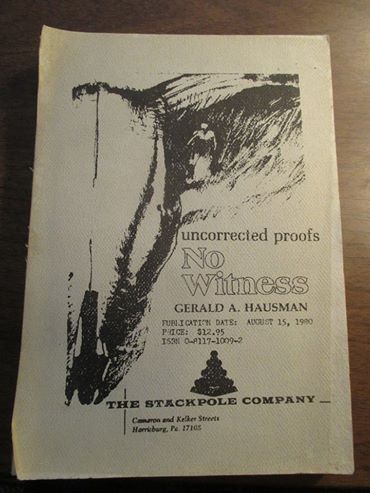 uncorrected proofs
No
Witness
GERALD A. HAUSMAN
PUBLICATION DATE: AUGUST 15, 1980
PRICE: $12.95
ISBN 0-8117-1009-2
THE STACKPOLE COMPANY
Cameron and Kelker Streets
Harrisburg, Pa. 17105